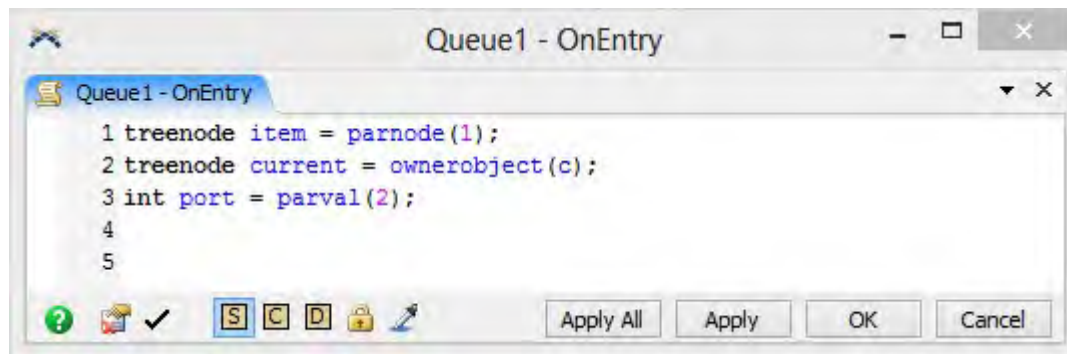 Queue1 - OnEntry
Queue1 - OnEntry
1 treenode item = parnode(1);
2 treenode current = ownerobject(c);
3 int port = parval(2);
4
5
S C D Apply All Apply OK Cancel